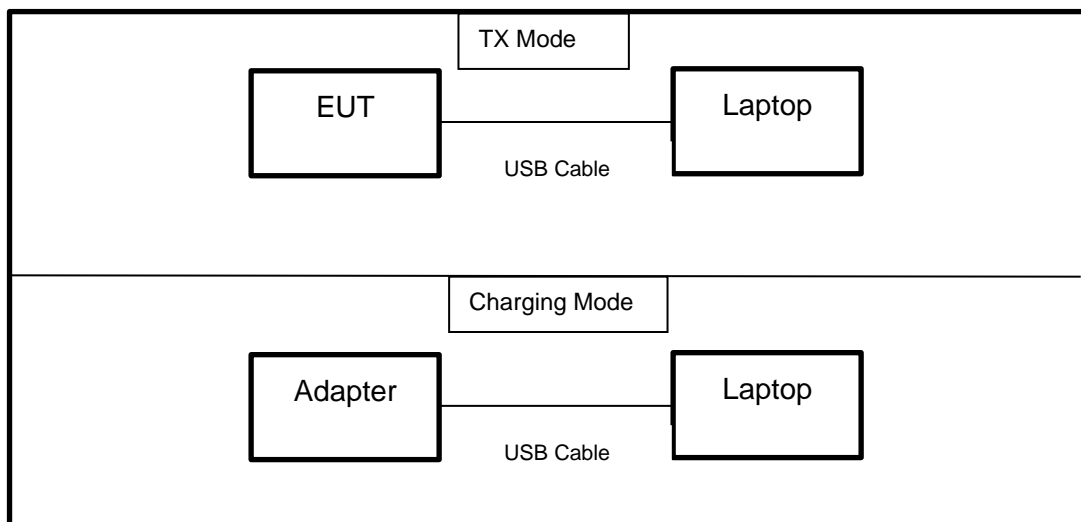 TX Mode
EUT
Laptop
USB Cable
Charging Mode
Adapter
Laptop
USB Cable